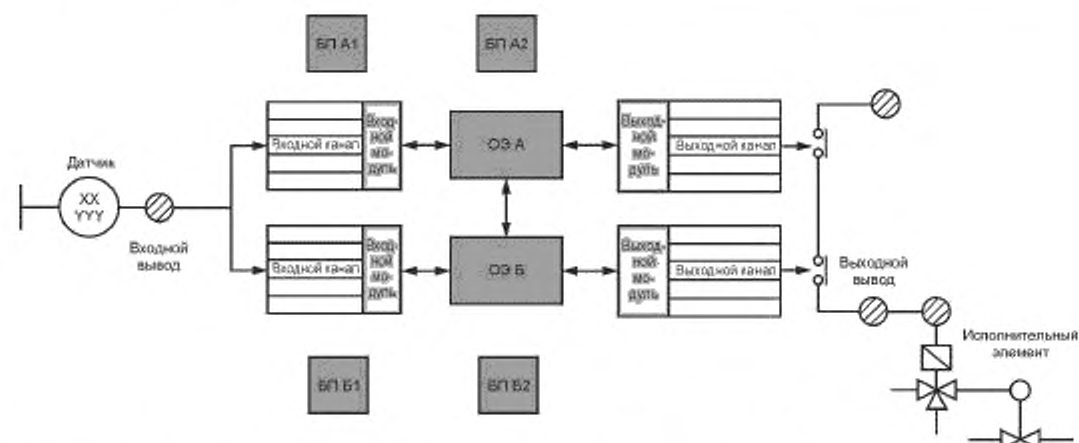 БП А1
БП А2
Датчик
XX
YYY
Входной
вывод
Входной канал
Вход-
ной
мо-
дуль
ОЭ А
Выход-
ной
мо-
дуль
Выходной канал
Входной канал
Вход-
ной
мо-
дуль
ОЭ Б
Выход-
ной
мо-
дуль
Выходной канал
Выходной
вывод
Исполнительный
элемент
БП Б1
БП Б2